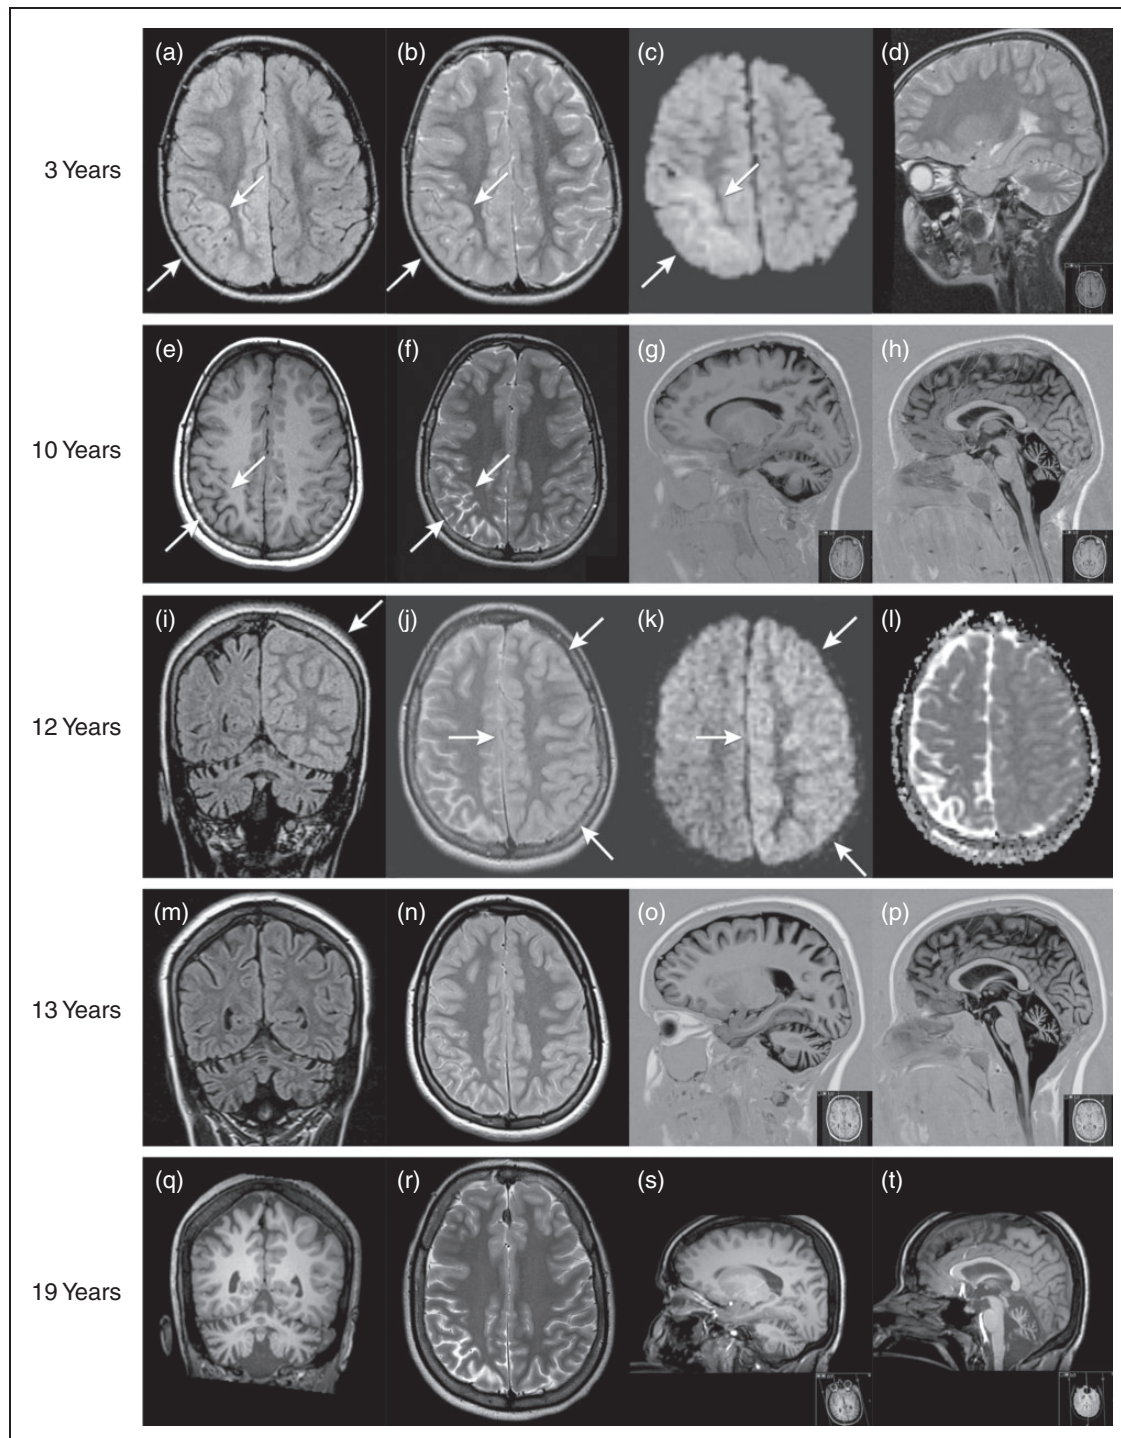 (a) (b) (c) (d)
3 Years
(e) (f) (g) (h)
10 Years
(i) (j) (k) (l)
12 Years
(m) (n) (o) (p)
13 Years
(q) (r) (s) (t)
19 Years